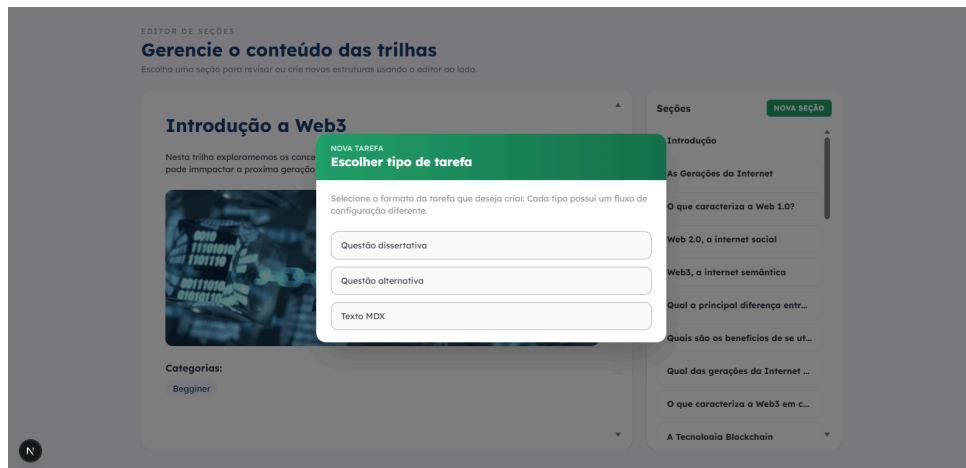 EDITOR DE SEÇÕES
Gerencie o conteúdo das trilhas
Escolha uma seção para revisar ou crie novas estruturas usando o editor ao lado.
Introdução a Web3
Nesta trilha exploramemos os conce
pode immpactar a proxima geração
Categorias:
Begginer
NOVA TAREFA
Escolher tipo de tarefa
Selecione o formato da tarefa que deseja criar. Cada tipo possui um fluxo de
configuração diferente.
Questão dissertativa
Questão alternativa
Texto MDX
Seções
NOVA SEÇÃO
Introdução
As Gerações da Internet
O que caracteriza a Web 1.0?
Web 2.0, a internet social
Web3, a internet semântica
Qual a principal diferença entr...
Quais são os benefícios de se ut...
Qual das gerações da Internet ...
O que caracteriza a Web3 em c...
A Tecnologia Blockchain
N